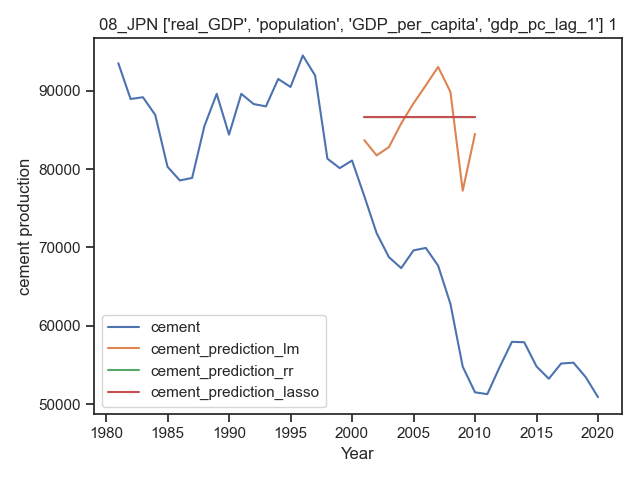 08_JPN ['real_GDP', 'population', 'GDP_per_capita', 'gdp_pc_lag_1'] 1
cement production
90000
80000
70000
60000
50000
cement
cement_prediction_lm
cement_prediction_rr
cement_prediction_lasso
1980 1985 1990 1995 2000 2005 2010 2015 2020
Year